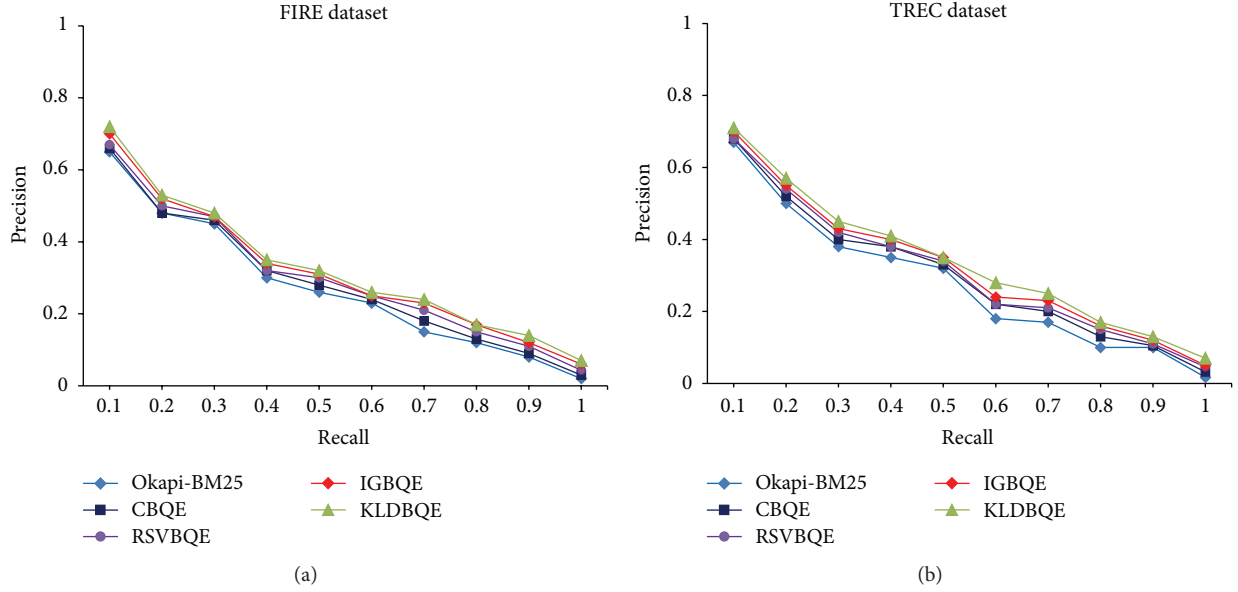 FIRE dataset
1
0.8
0.6
0.4
0.2
0
Precision
0.1 0.2 0.3 0.4 0.5 0.6 0.7 0.8 0.9 1
Recall
Okapi-BM25
CBQE
RSVBQE
IGBQE
KLDBQE
(a)
TREC dataset
1
0.8
0.6
0.4
0.2
0
Precision
0.1 0.2 0.3 0.4 0.5 0.6 0.7 0.8 0.9 1
Recall
Okapi-BM25
CBQE
RSVBQE
IGBQE
KLDBQE
(b)